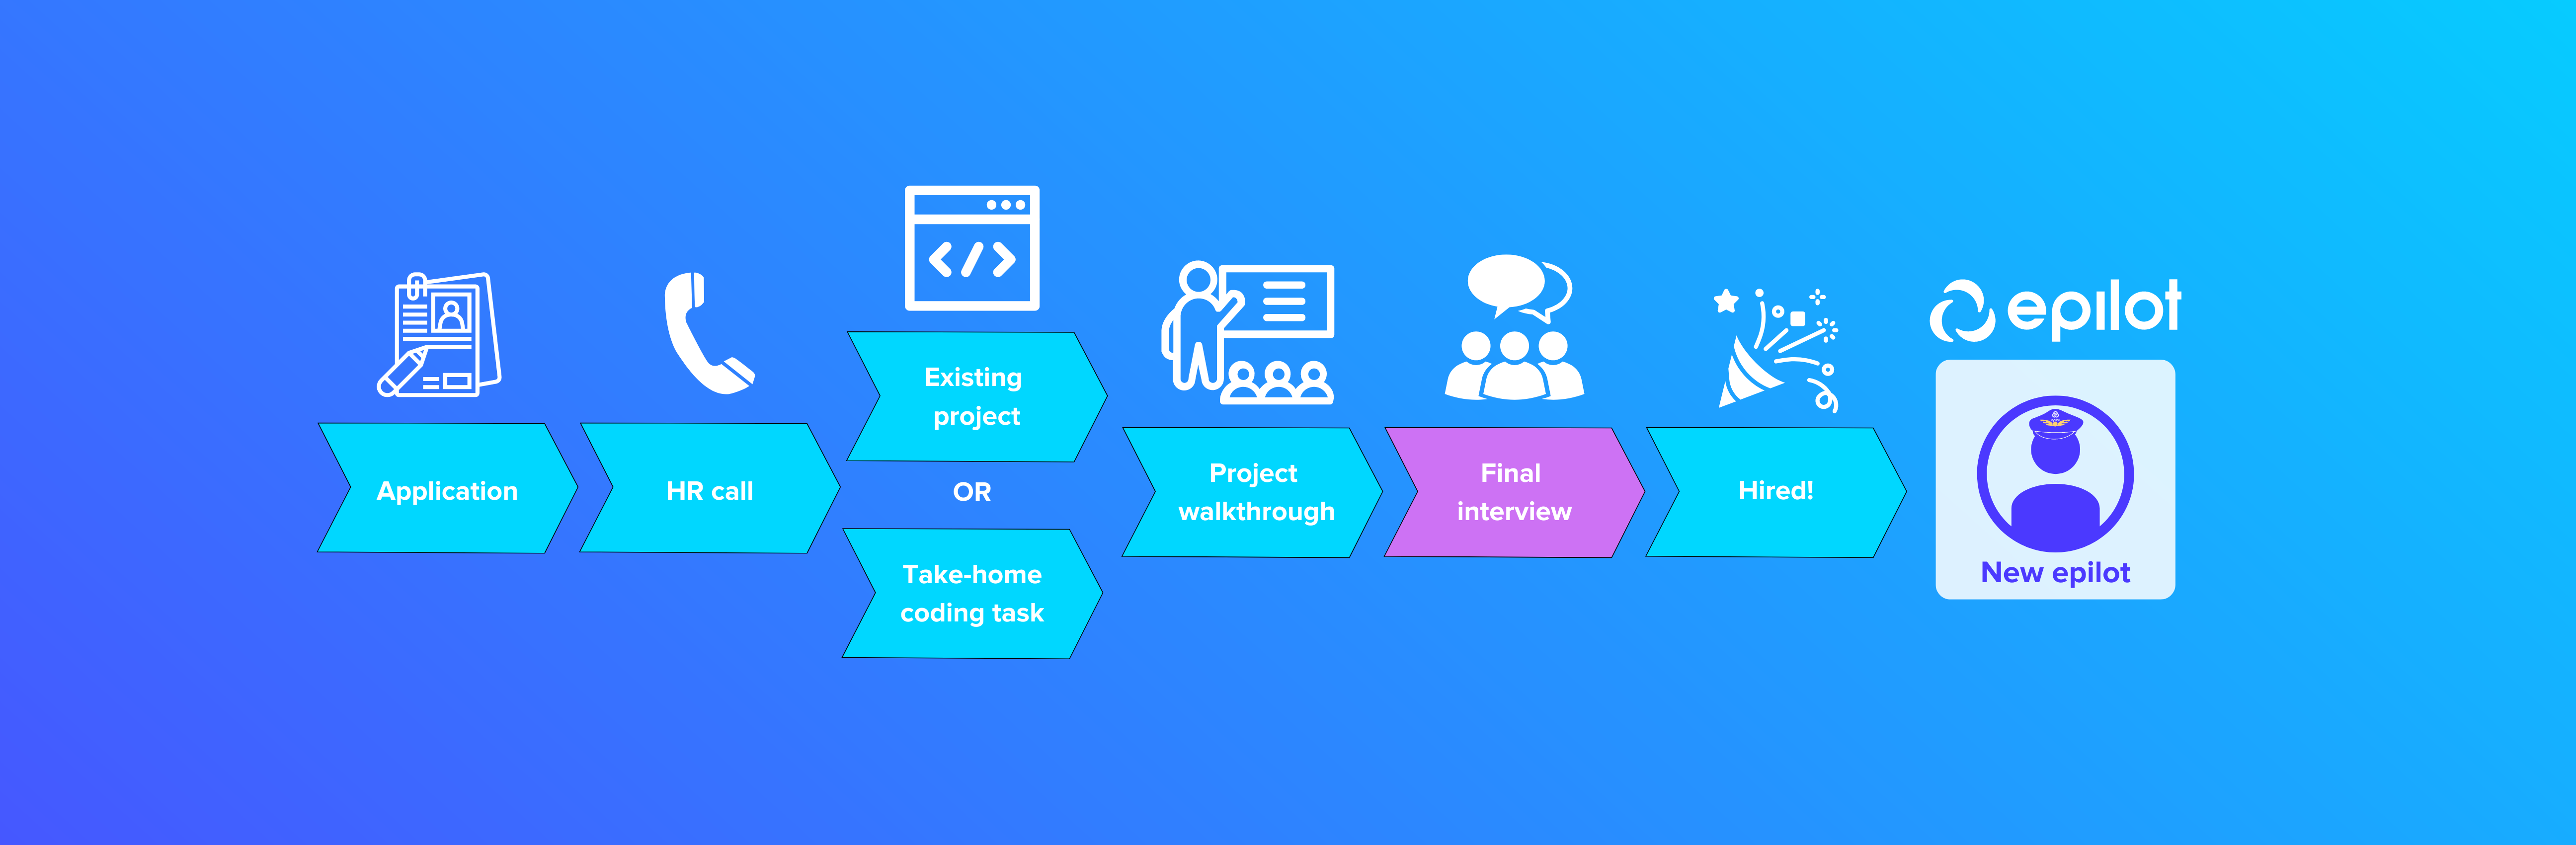 Application
HR call
Existing
project
OR
Take-home
coding task
Project
walkthrough
Final
interview
Hired!
epilot
New epilot